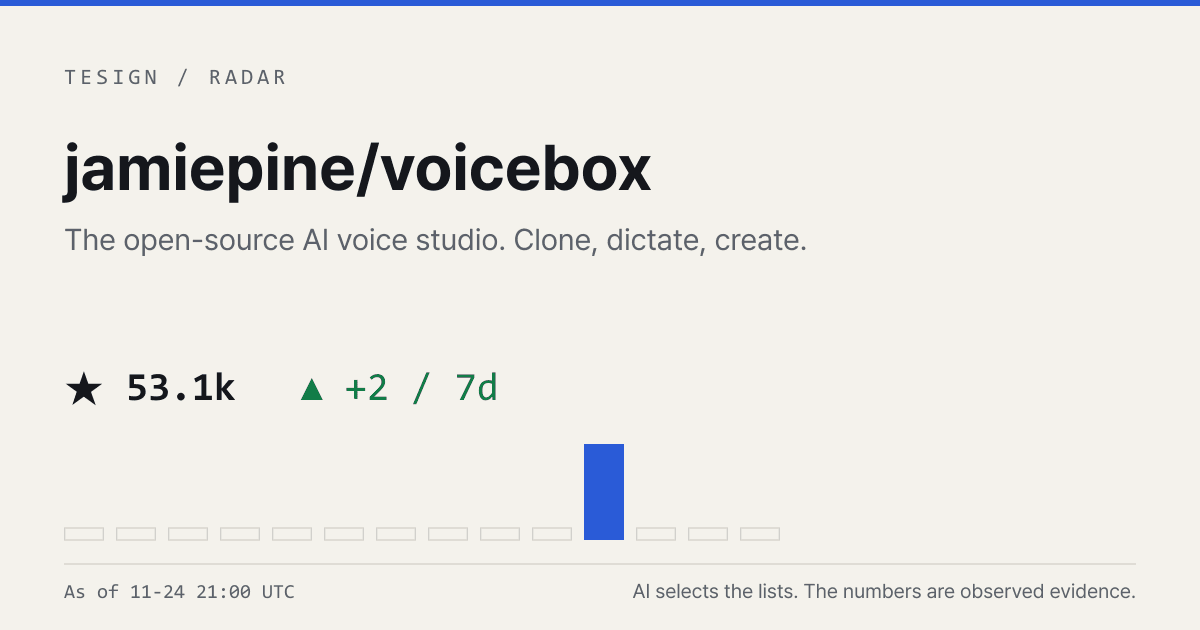 TESIGN / RADAR
jamiepine/voicebox
The open-source AI voice studio. Clone, dictate, create.
★ 53.1k ▲ +2 / 7d
As of 11-24 21:00 UTC
AI selects the lists. The numbers are observed evidence.